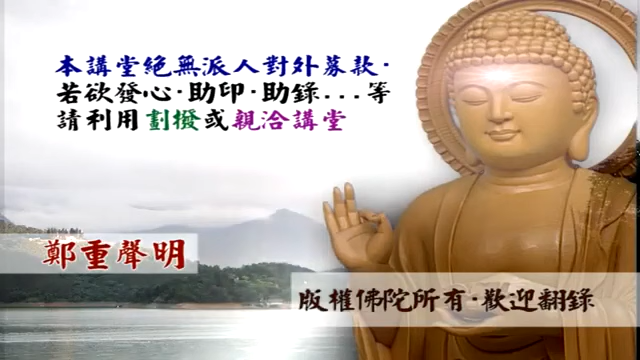 本講堂絕無派人對外募款·
若欲發心·助印·助錄...等
請利用劃撥或親洽講堂
鄭重聲明
版權佛陀所有·歡迎翻錄